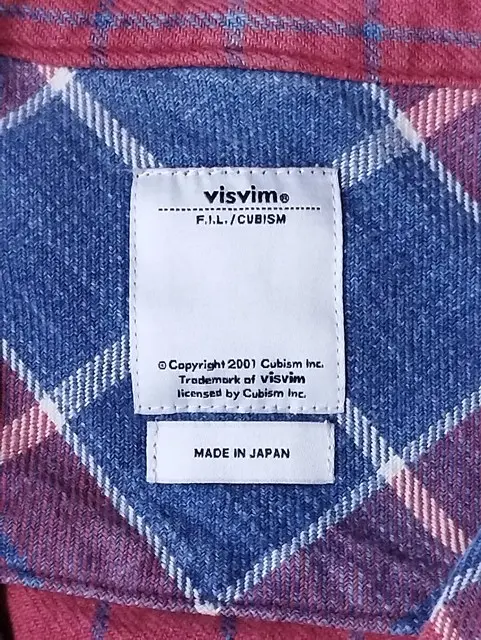 visvim®
F.I.L./CUBISM
© Copyright 2001 Cubism Inc.
Trademark of visvim
licensed by Cubism Inc.
MADE IN JAPAN